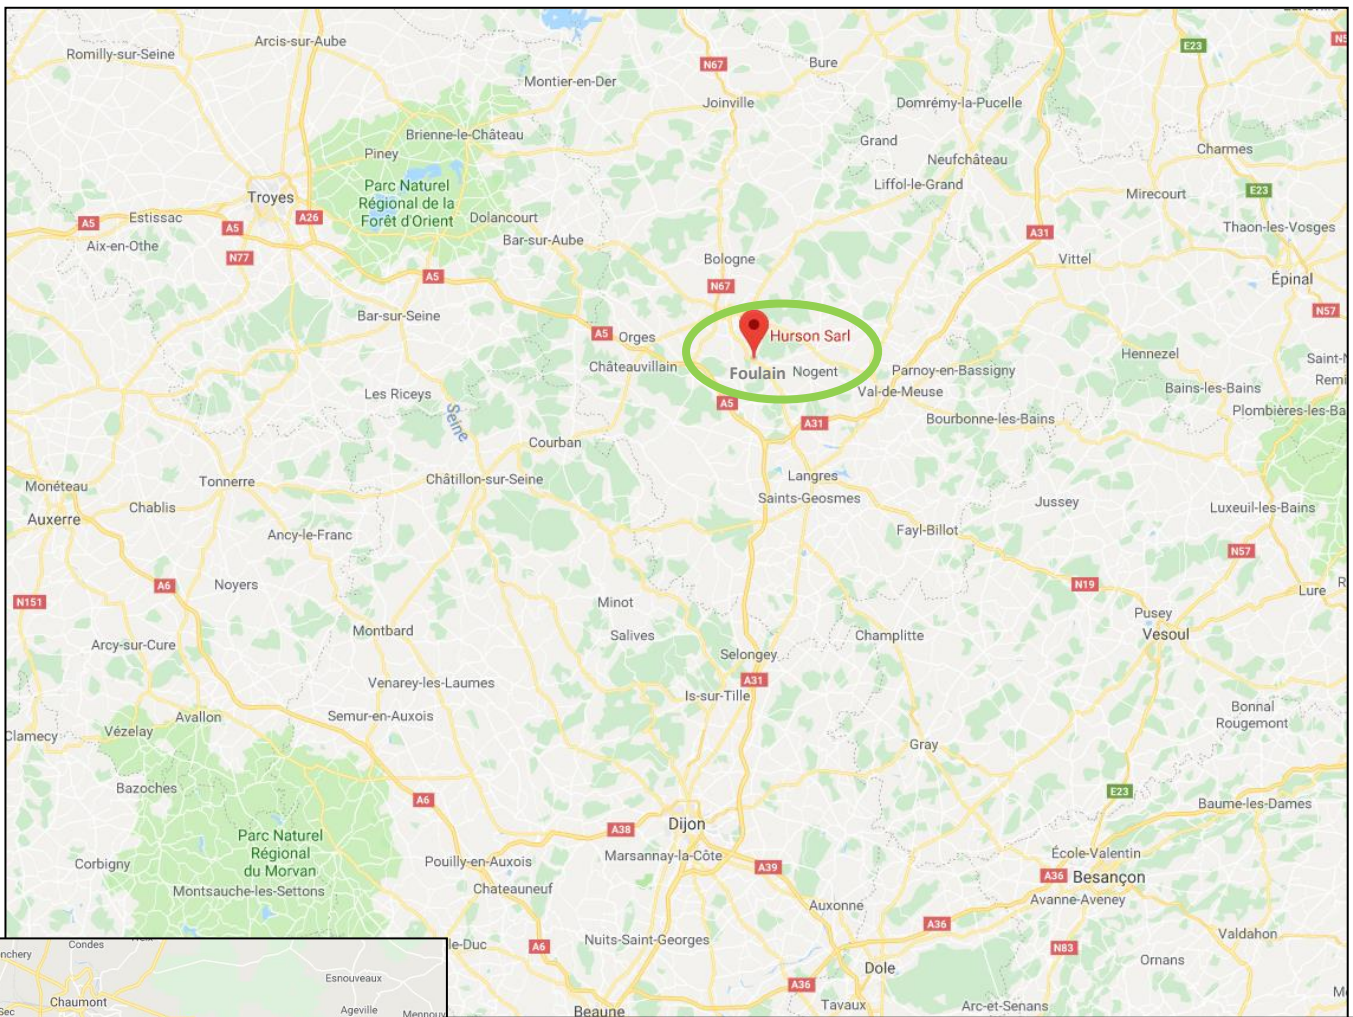 Arcis-sur-Aube
Romilly-sur-Seine
E23
N67
Bure
Montier-en-Der
Joinville
Domrémy-la-Pucelle
Brienne-le-Château
Grand
Piney
Neufchâteau
Charmes
Parc Naturel
Régional de la
Forêt d'Orient
Liffol-le-Grand
Mirecourt
E23
Troyes
A26
Estissac
A5
A5
Dolancourt
Thaon-les-Vosges
Aix-en-Othe
N77
Bar-sur-Aube
A31
Bologne
Vittel
A5
Épinal
N67
Bar-sur-Seine
N57
A5
Orges
Hurson Sarl
Châteauvillain
Foulain
Nogent
Parnoy-en-Bassigny
Hennezel
Saint-
Remi
Les Riceys
Val-de-Meuse
Bains-les-Bains
A5
Seine
A31
Bourbonne-les-Bains
Plombières-les-Ba
Courban
Langres
Châtillon-sur-Seine
Tonnerre
Monéteau
Saints-Geosmes
Jussey
Chablis
Luxeuil-les-Bains
Auxerre
Ancy-le-Franc
Fayl-Billot
N57
A6
Noyers
N19
Lure
N151
Minot
Pusey
Montbard
Salives
Champlitte
Vesoul
Arcy-sur-Cure
Selongey
Venarey-les-Laumes
A31
Is-sur-Tille
Avallon
Semur-en-Auxois
Bonnal
Rougemont
Clamecy
Vézelay
Gray
Bazoches
A6
E23
Baume-les-Dames
Dijon
A38
Parc Naturel
Régional
du Morvan
Marsannay-la-Côte
École-Valentin
Corbigny
Pouilly-en-Auxois
A39
A36
Besançon
Montsauche-les-Settons
Chateauneuf
Avanne-Aveney
Auxonne
A36
le-Duc
A6
Nuits-Saint-Georges
N83
Valdahon
Ornans
Dole
A36
Tavaux
Arc-et-Senans
Beaune
Condes
nchery
Esnouveaux
Chaumont
Ageville
Mennouv
Sec